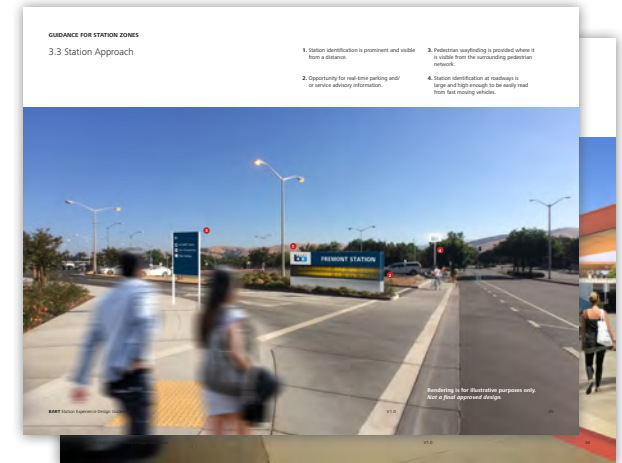 GUIDANCE FOR STATION ZONES
3.3 Station Approach
1. Station identification is prominent and visible
from a distance.
2. Opportunity for real-time parking and/
or service advisory information.
3. Pedestrian wayfinding is provided where it
is visible from the surrounding pedestrian
network.
4. Station identification at roadways is
large and high enough to be easily read
from fast moving vehicles.
FREMONT STATION
Rendering is for illustrative purposes only.
Not a final approved design.
BART Station Experience Design
V1.0
V1.0